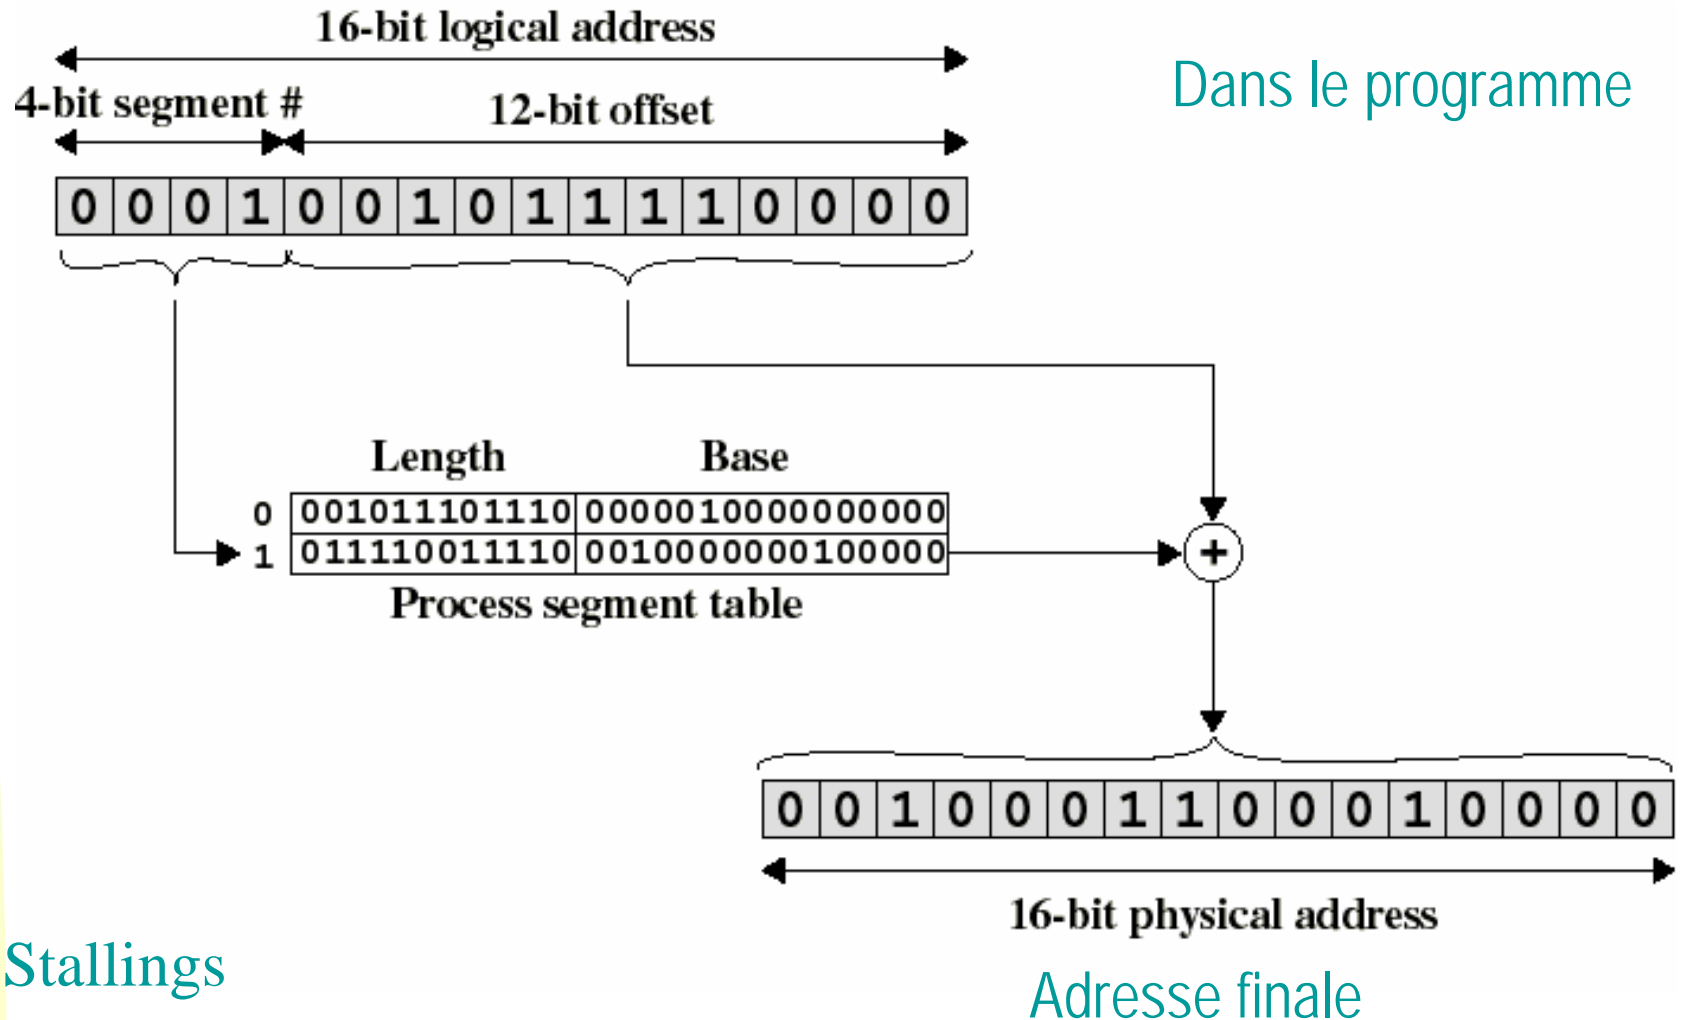 16-bit logical address
Dans le programme
4-bit segment #
12-bit offset
0 0 0 1 0 0 1 0 1 1 1 1 0 0 0 0
Length Base
0 001011101110 0000010000000000
1 011110011110 0010000000100000
+
Process segment table
0 0 1 0 0 0 1 1 0 0 0 1 0 0 0 0
16-bit physical address
Stallings
Adresse finale